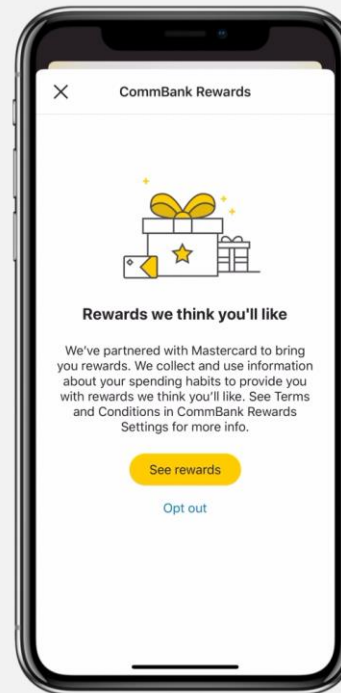 CommBank Rewards
Rewards we think you'll like
We've partnered with Mastercard to bring
you rewards. We collect and use information
about your spending habits to provide you
with rewards we think you'll like. See Terms
and Conditions in CommBank Rewards
Settings for more info.
See rewards
Opt out